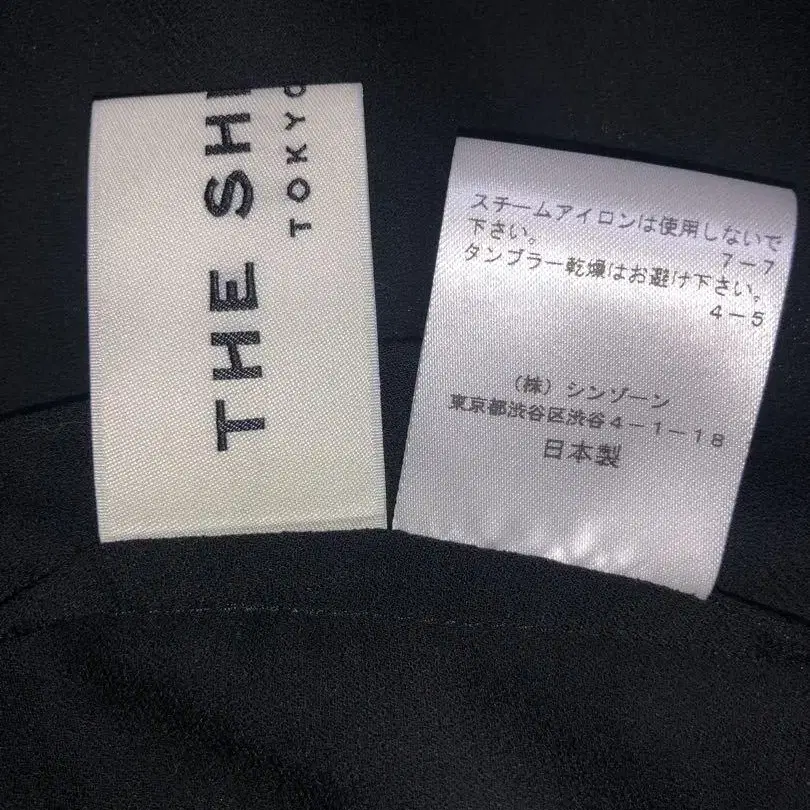 THE SH
TOKYO
スチームアイロンは使用しないで
下さい。
7-7
タンブラー乾燥はお避け下さい。
4-5
(株)シンゾーン
東京都渋谷区渋谷4-1-18
日本製